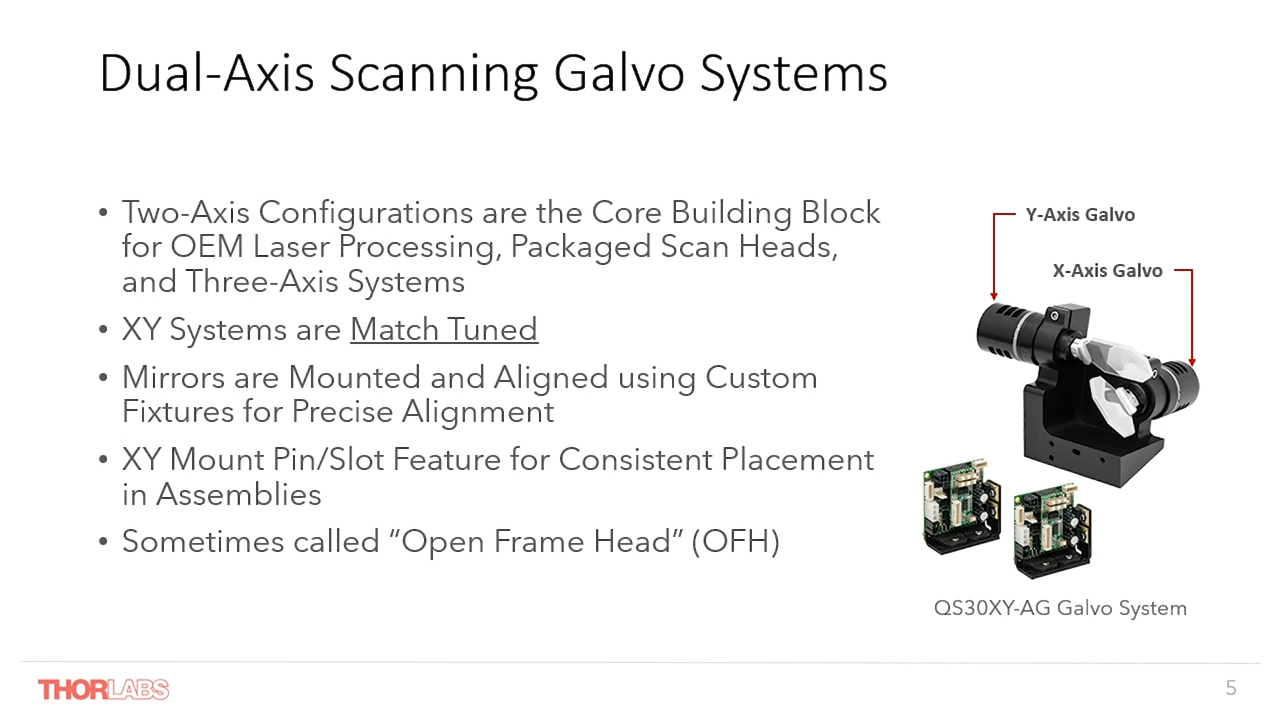 Dual-Axis Scanning Galvo Systems
• Two-Axis Configurations are the Core Building Block
for OEM Laser Processing, Packaged Scan Heads,
and Three-Axis Systems
• XY Systems are Match Tuned
• Mirrors are Mounted and Aligned using Custom
Fixtures for Precise Alignment
• XY Mount Pin/Slot Feature for Consistent Placement
in Assemblies
• Sometimes called “Open Frame Head” (OFH)
Y-Axis Galvo
X-Axis Galvo
QS30XY-AG Galvo System
THORLABS
5